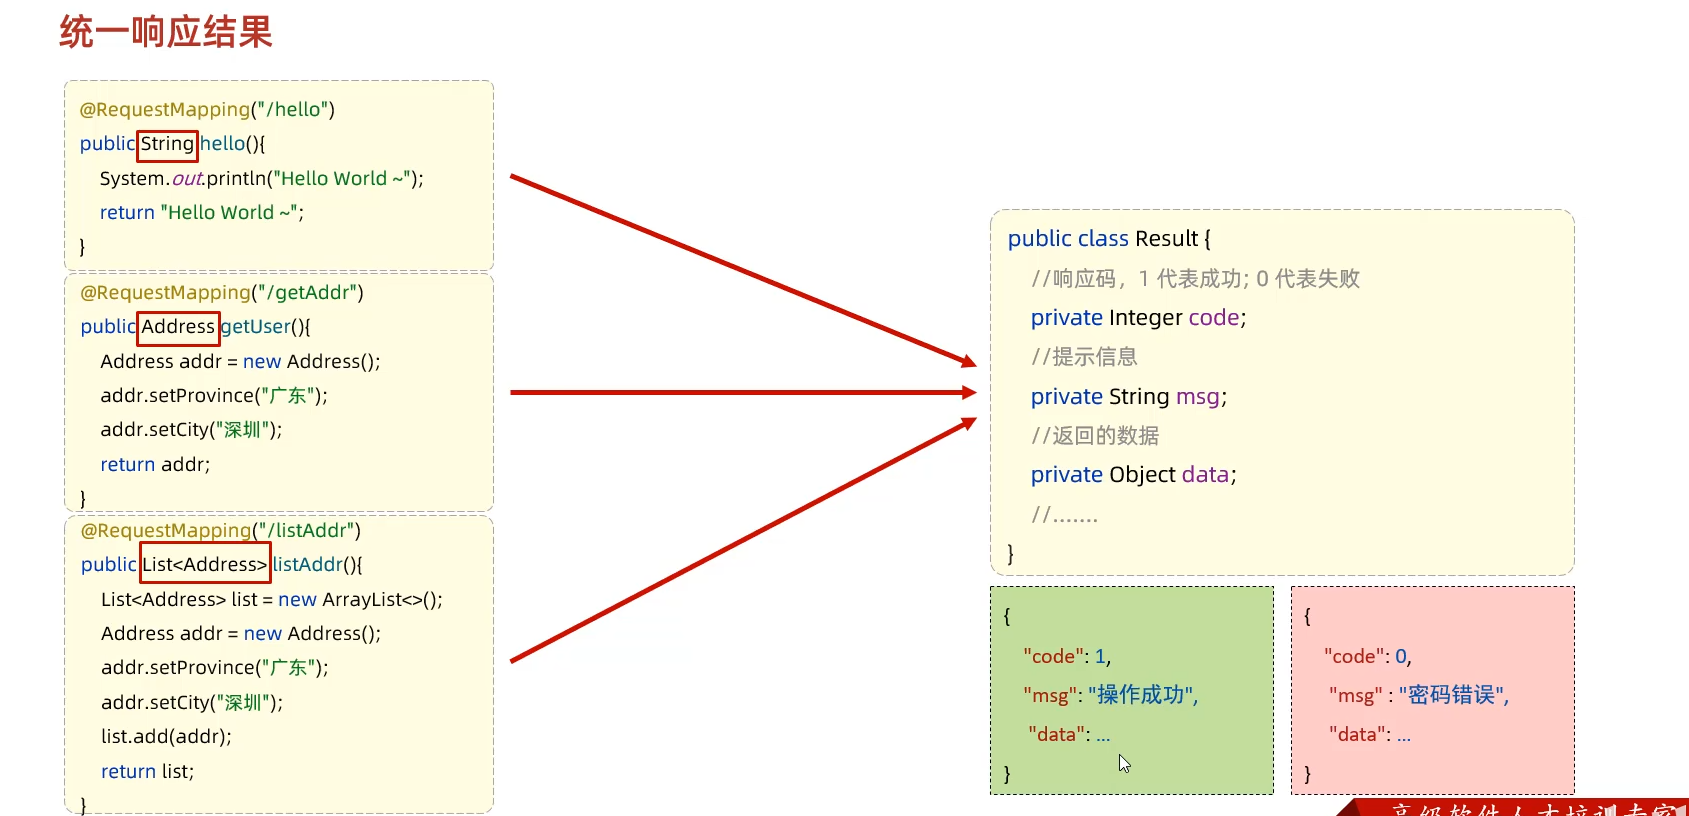 统一响应结果
@RequestMapping("/hello")
public String hello(){
System.out.println("Hello World ~");
return "Hello World ~";
}
@RequestMapping("/getAddr")
public Address getUser(){
Address addr = new Address();
addr.setProvince("广东");
addr.setCity("深圳");
return addr;
}
@RequestMapping("/listAddr")
public List<Address> listAddr(){
List<Address> list = new ArrayList<>();
Address addr = new Address();
addr.setProvince("广东");
addr.setCity("深圳");
list.add(addr);
return list;
}
public class Result {
//响应码，1 代表成功; 0 代表失败
private Integer code;
//提示信息
private String msg;
//返回的数据
private Object data;
//.......
}
{
"code": 1,
"msg": "操作成功",
"data": ...
}
{
"code": 0,
"msg" : "密码错误",
"data": ...
}
高级软件人才培训专家